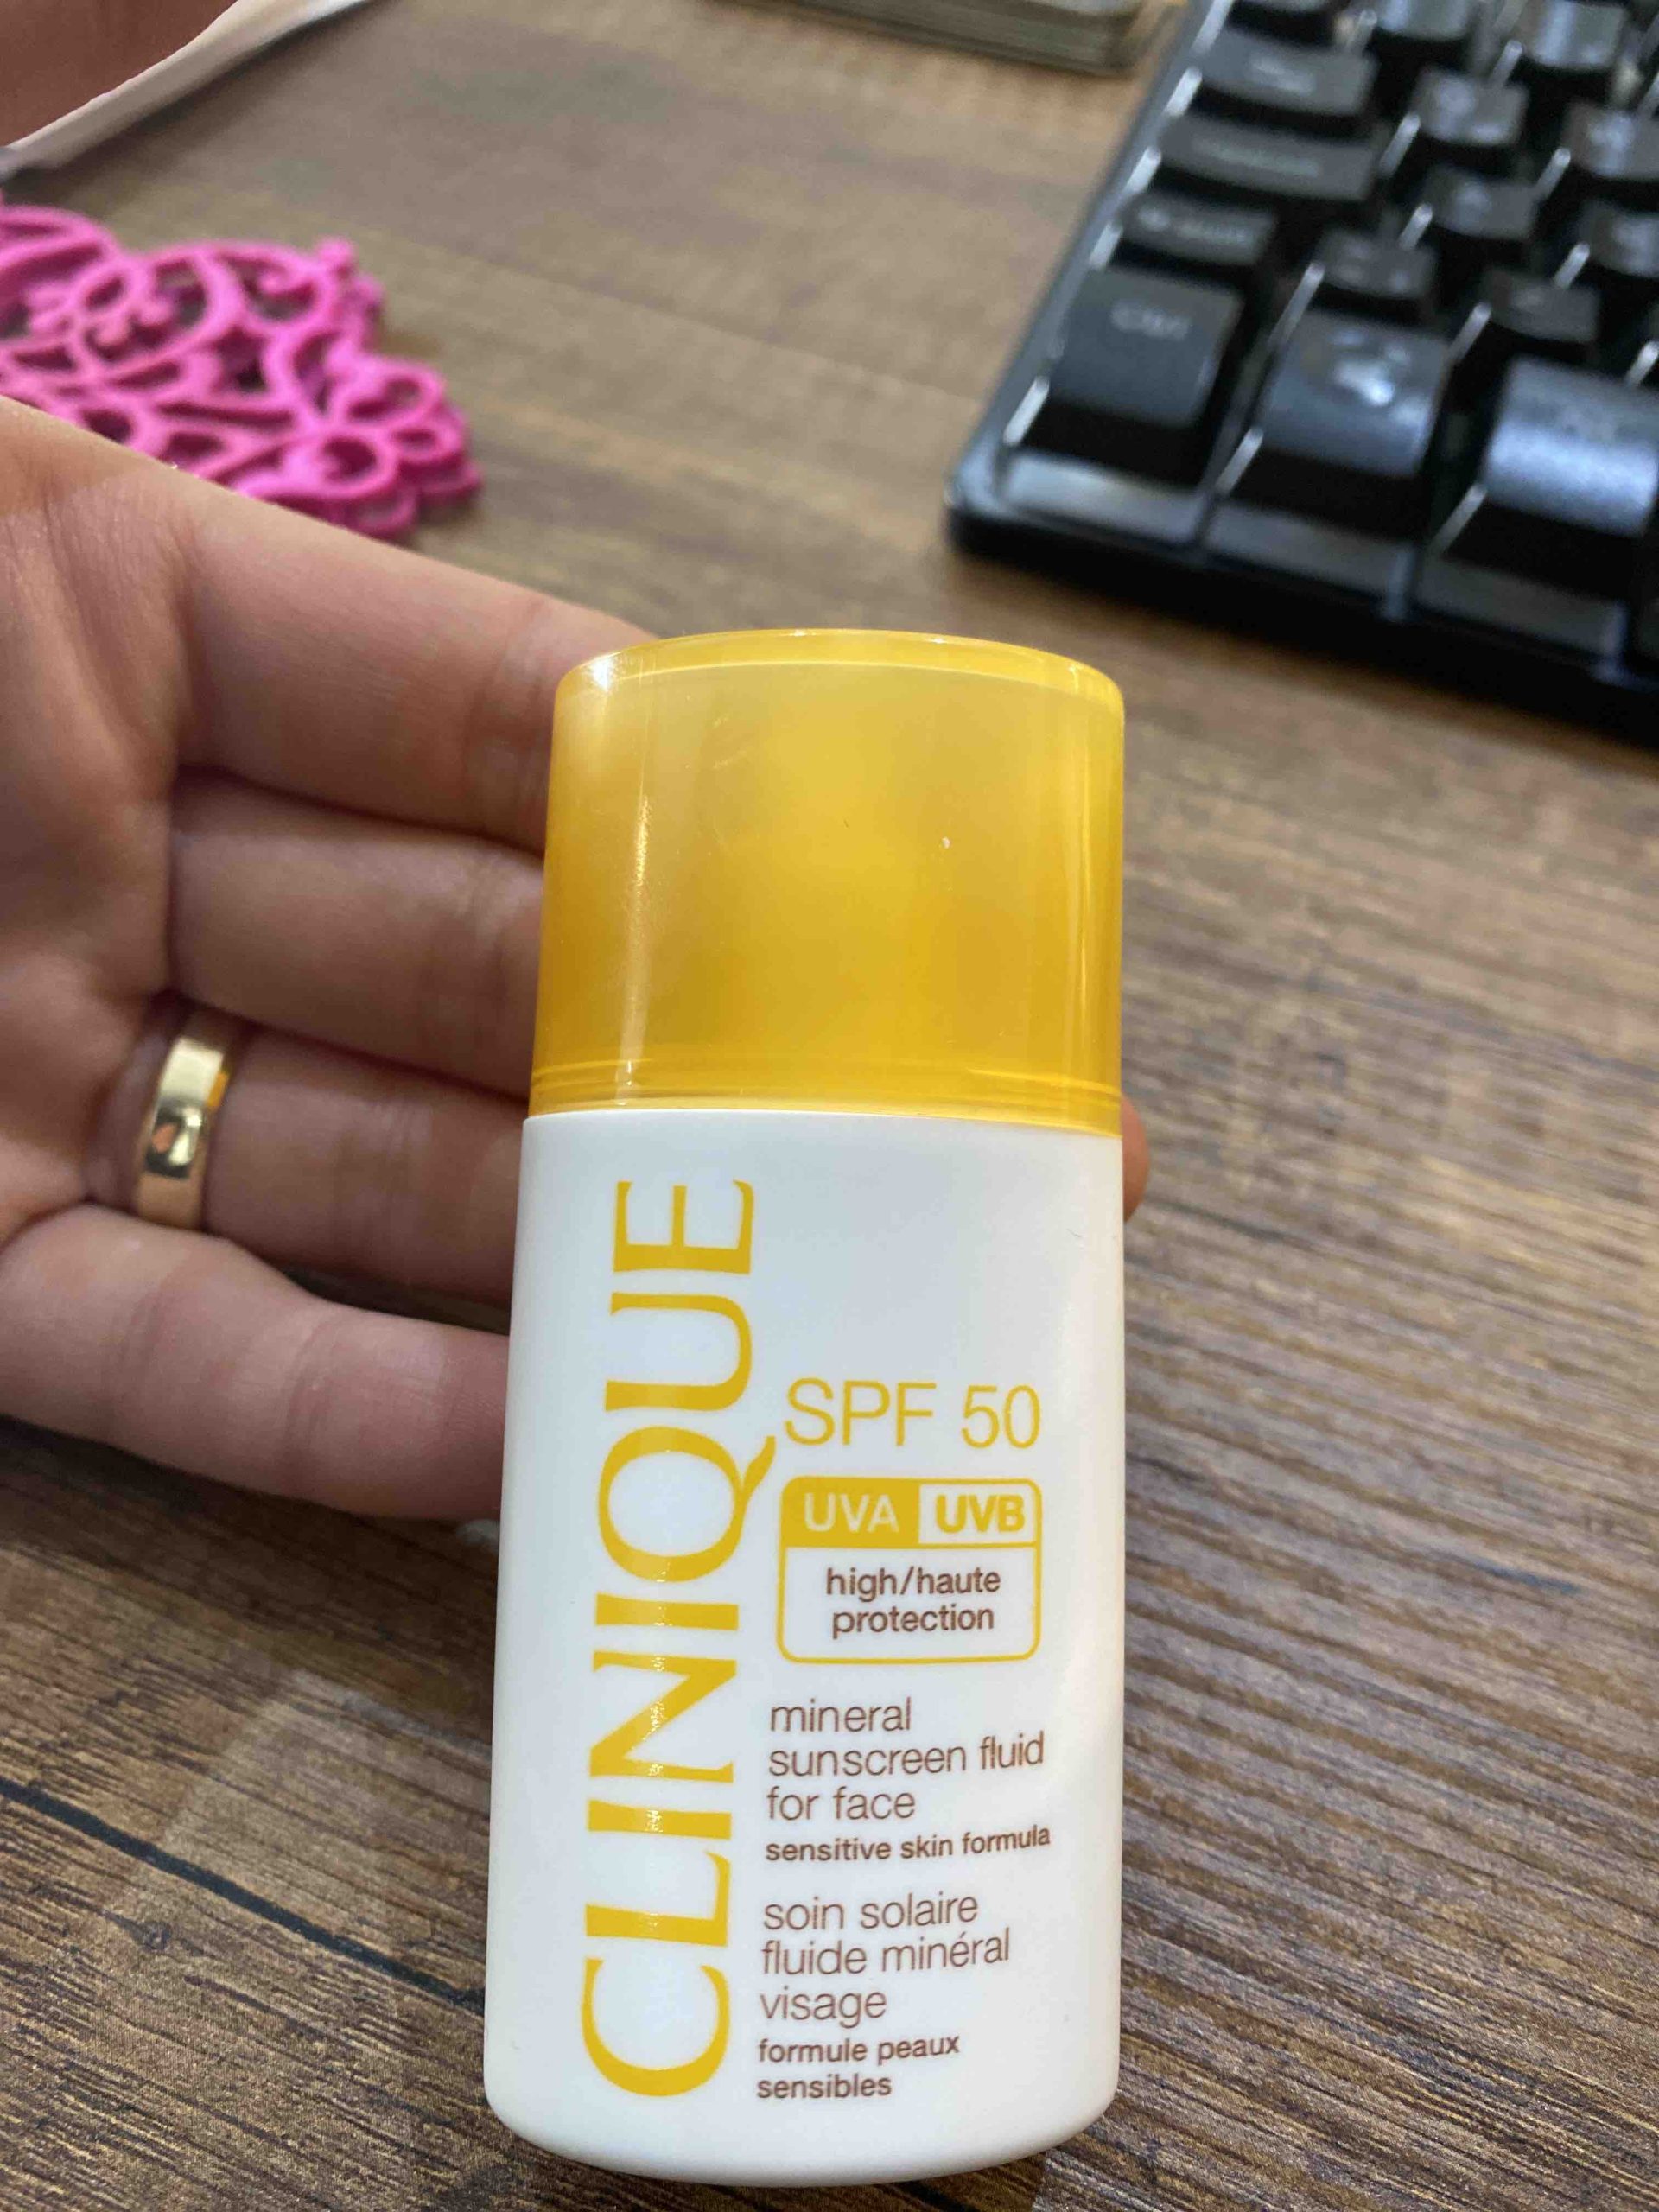 CLINIQUE
SPF 50
UVA UVB
high/haute
protection
mineral
sunscreen fluid
for face
sensitive skin formula
soin solaire
fluide minéral
visage
formule peaux
sensibles